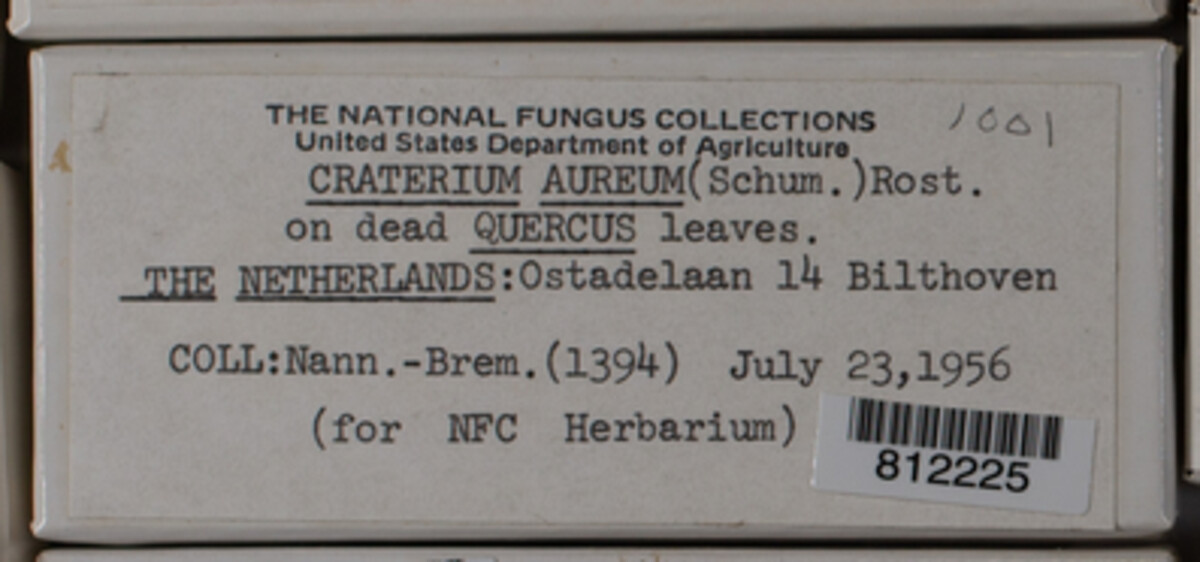 THE NATIONAL FUNGUS COLLECTIONS 1001
United States Department of Agriculture
CRATERIUM AUREUM(Schum.)Rost.
on dead QUERCUS leaves.
THE NETHERLANDS:Ostadelaan 14 Bilthoven
COLL:Nann.-Brem.(1394) July 23,1956
(for NFC Herbarium)
812225